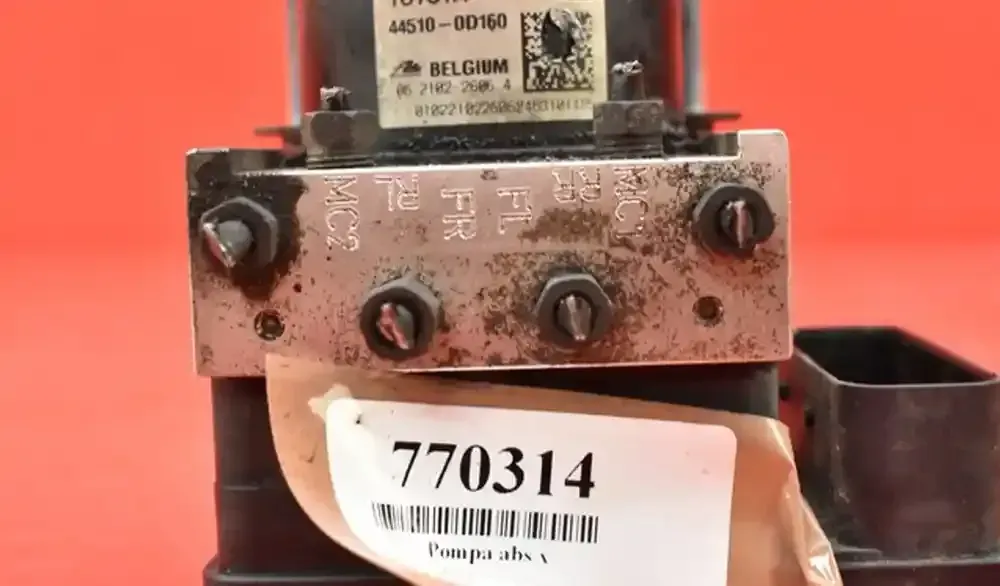 44510-0D160
BELGIUM
06.2102-2606.4
MC2 RL FR FL RR MC1
770314
Pompa abs